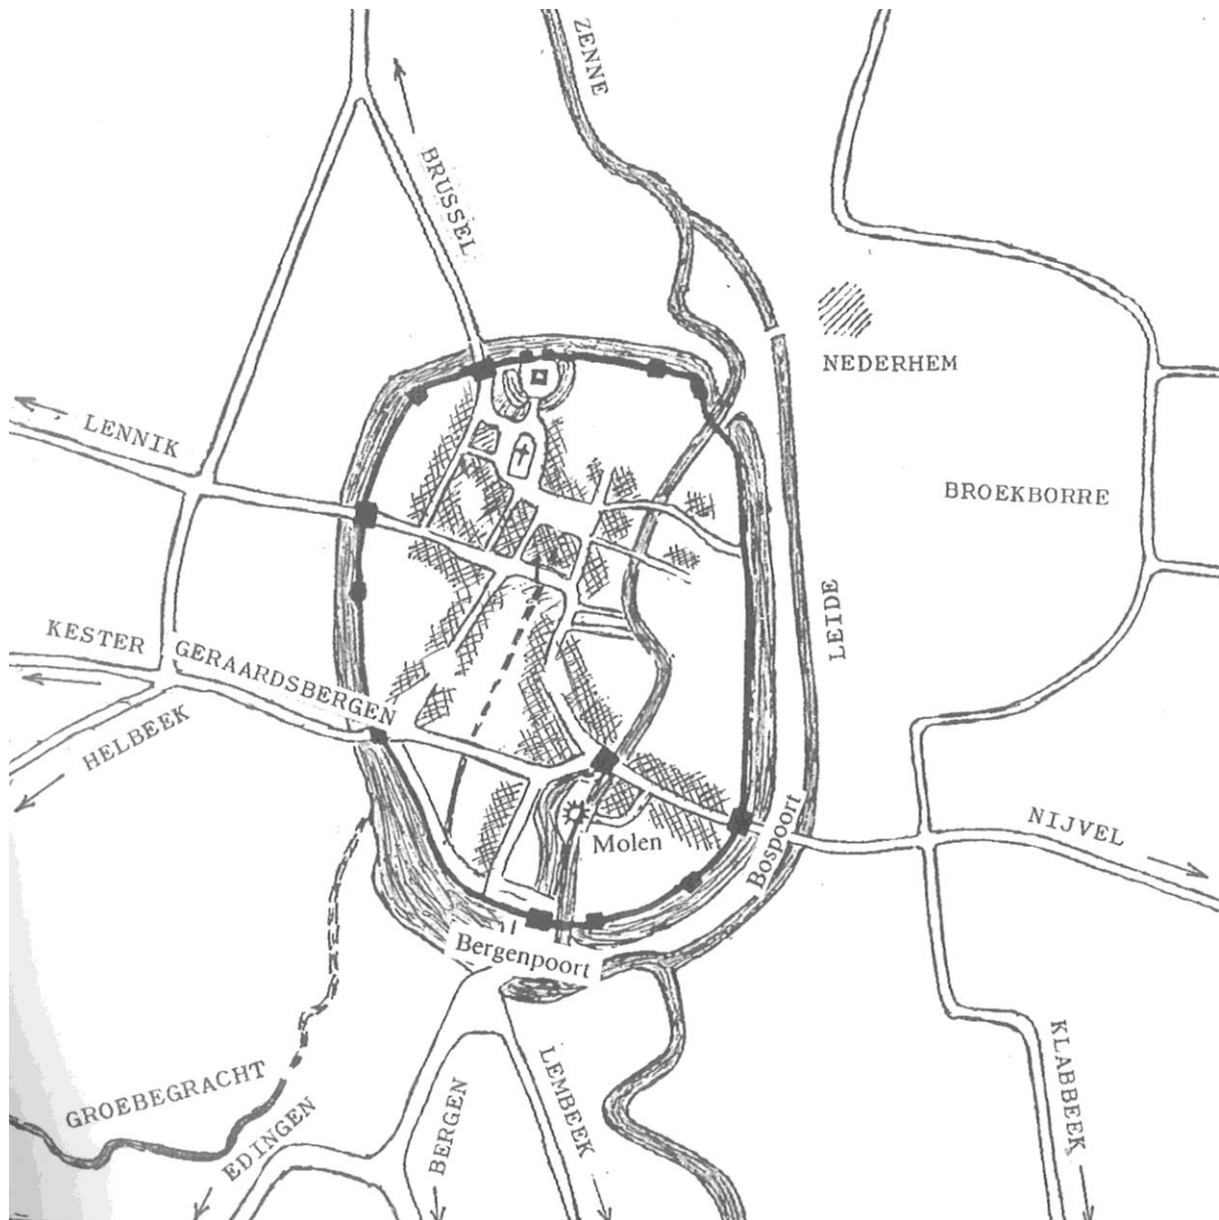 ZENNE
BRUSSEL
NEDERHEM
LENNIK
BROEKBORRE
LEIDE
KESTER
GERAARDSBERGEN
HELBEEK
NIJVEL
Bospoort
Molen
Bergenpoort
GROEBEGRACHT
EDINGEN
BERGEN
LEMBEEK
KLABBEEK